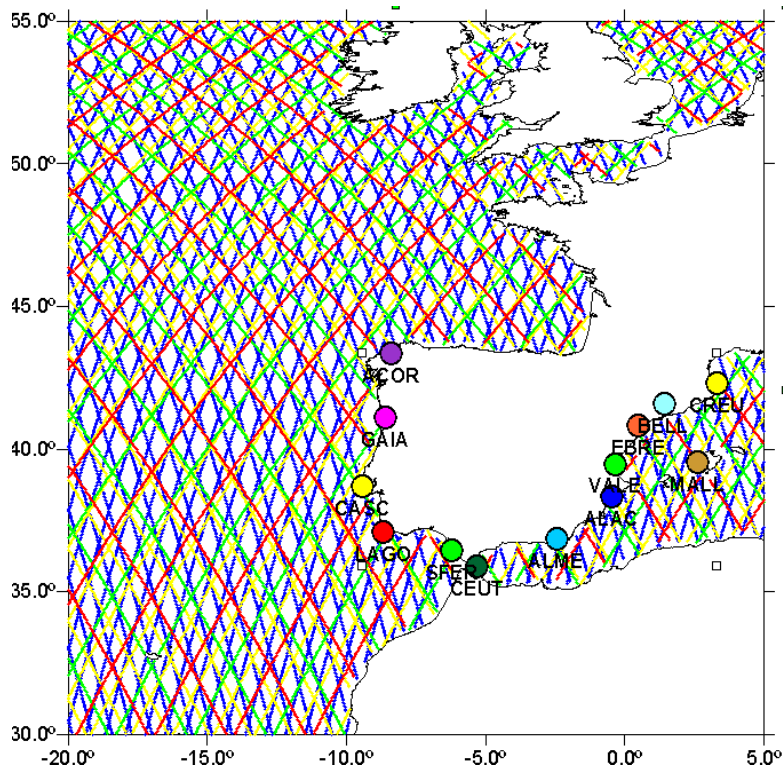 55.0º
50.0º
45.0º
ACOR
CREU
GAIA
BELL
EBRE
40.0º
VALE
MALL
CASC
ALAC
LAGO
ALME
SFER
CEUT
35.0º
30.0º
-20.0º -15.0º -10.0º -5.0º 0.0º 5.0º